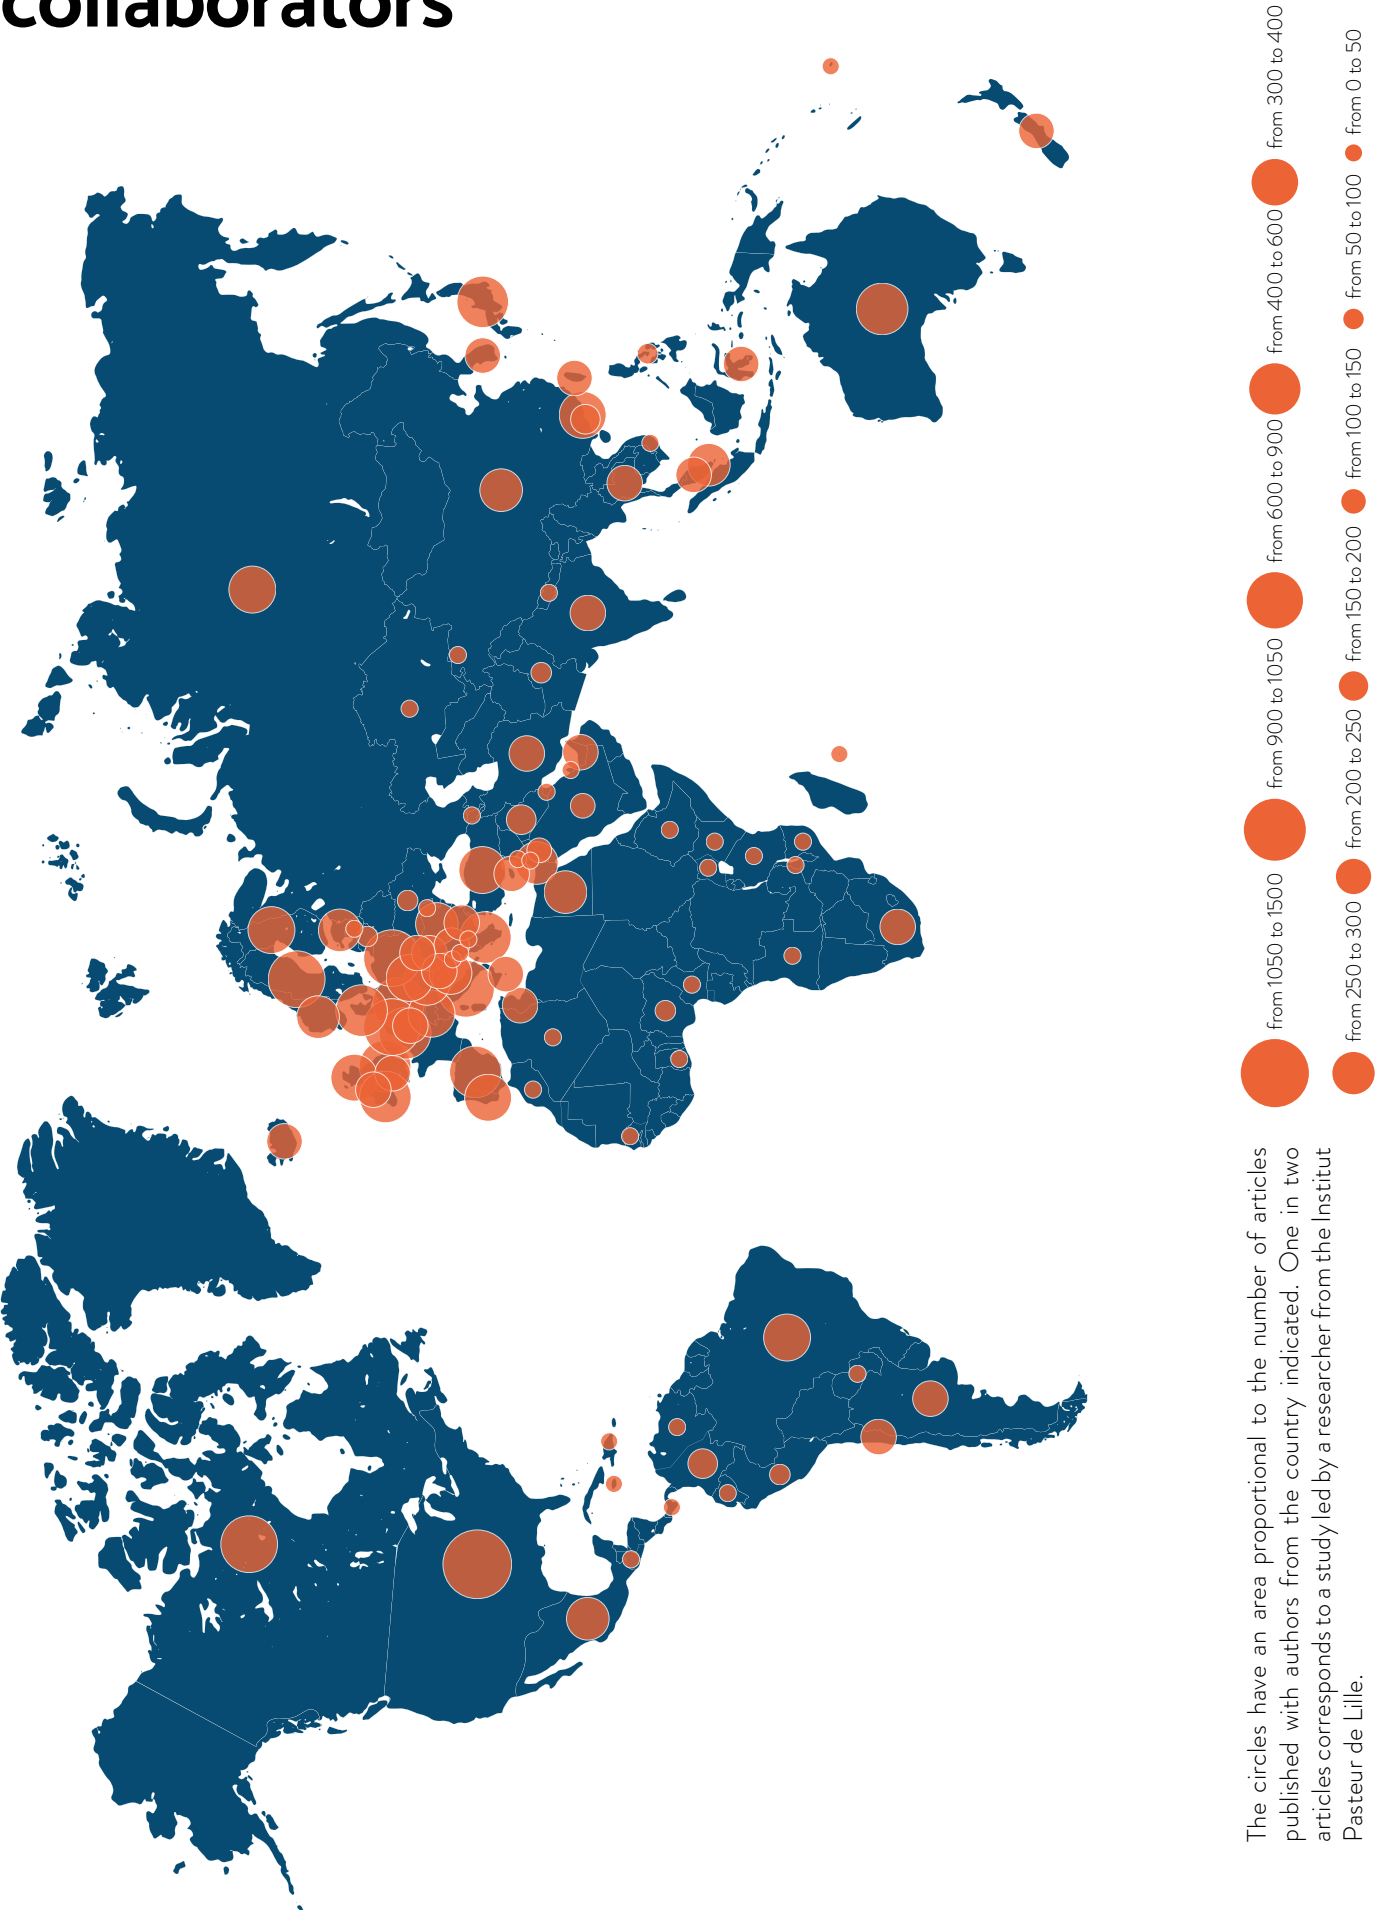 collaborators
The circles have an area proportional to the number of articles
published with authors from the country indicated. One in two
articles corresponds to a study led by a researcher from the Institut
Pasteur de Lille.
from 1050 to 1500
from 900 to 1050
from 600 to 900
from 400 to 600
from 300 to 400
from 250 to 300
from 200 to 250
from 150 to 200
from 100 to 150
from 50 to 100
from 0 to 50